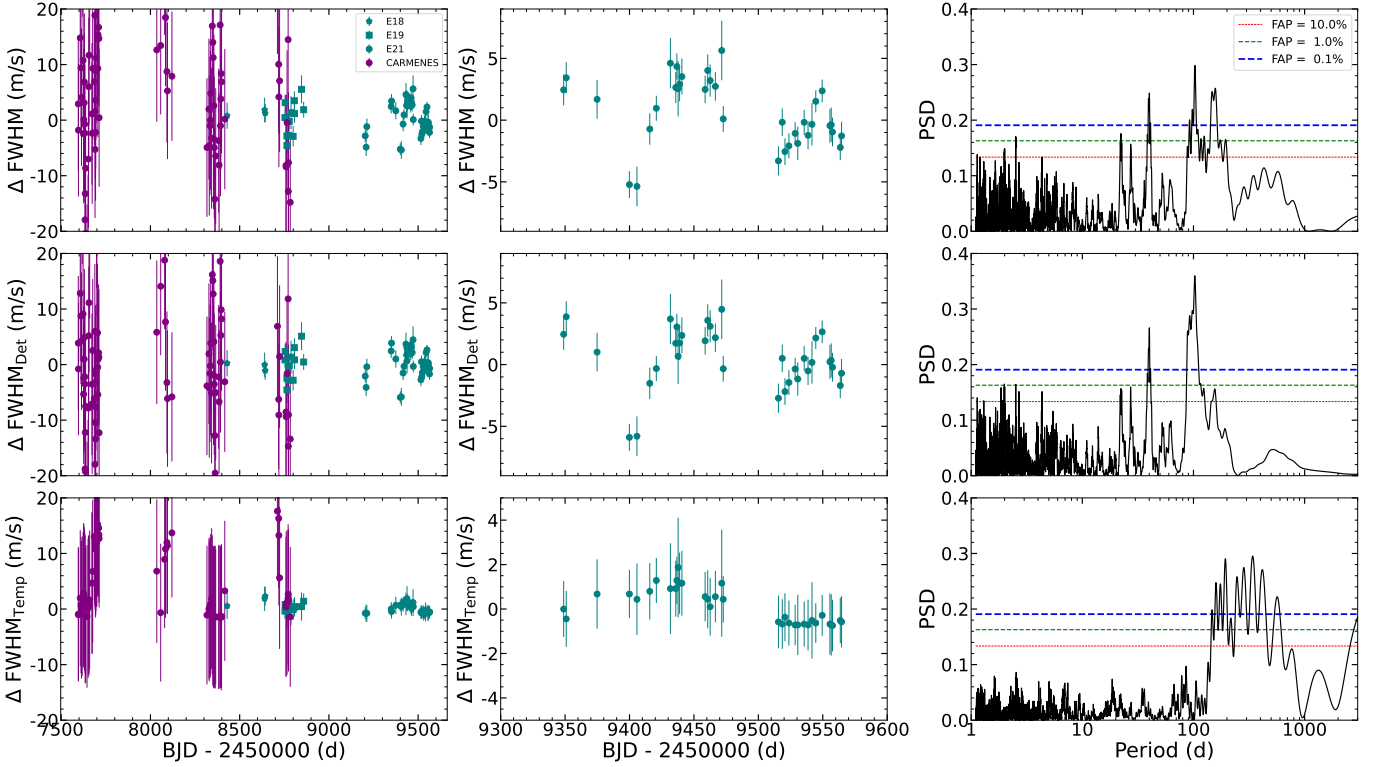 20
10
0
-10
-20
Δ FWHM (m/s)
E18
E19
E21
CARMENES
5
0
-5
Δ FWHM (m/s)
0.4
0.3
0.2
0.1
0.0
PSD
FAP = 10.0%
FAP = 1.0%
FAP = 0.1%
20
10
0
-10
-20
Δ FWHM_Det (m/s)
5
0
-5
Δ FWHM_Det (m/s)
0.4
0.3
0.2
0.1
0.0
PSD
20
10
0
-10
-20
Δ FWHM_Temp (m/s)
7500 8000 8500 9000 9500
BJD - 2450000 (d)
4
2
0
-2
-4
Δ FWHM_Temp (m/s)
9300 9350 9400 9450 9500 9550 9600
BJD - 2450000 (d)
0.4
0.3
0.2
0.1
0.0
PSD
1 10 100 1000
Period (d)